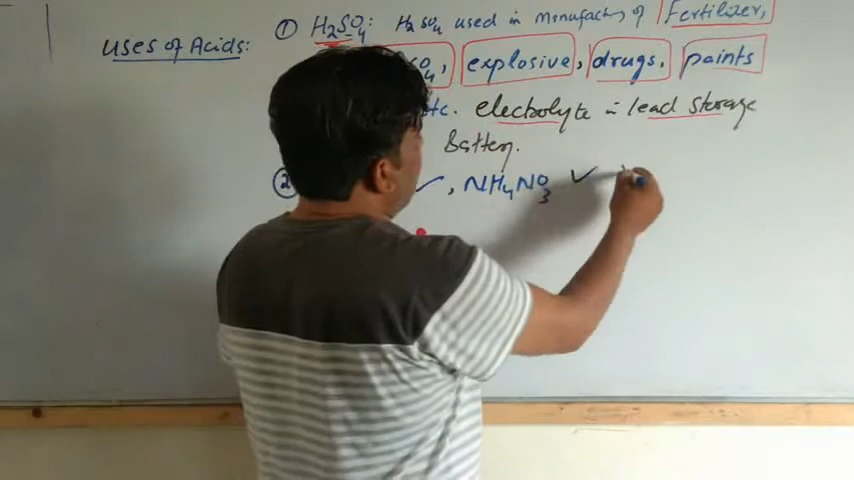 ① H₂SO₄: H₂SO₄ used in Manufactury of Fertilizer,
Uses of Acids:
explosive, drugs, paints
etc. electrolyte in lead storage
Battery.
② ✓, NH₄NO₃ ✓